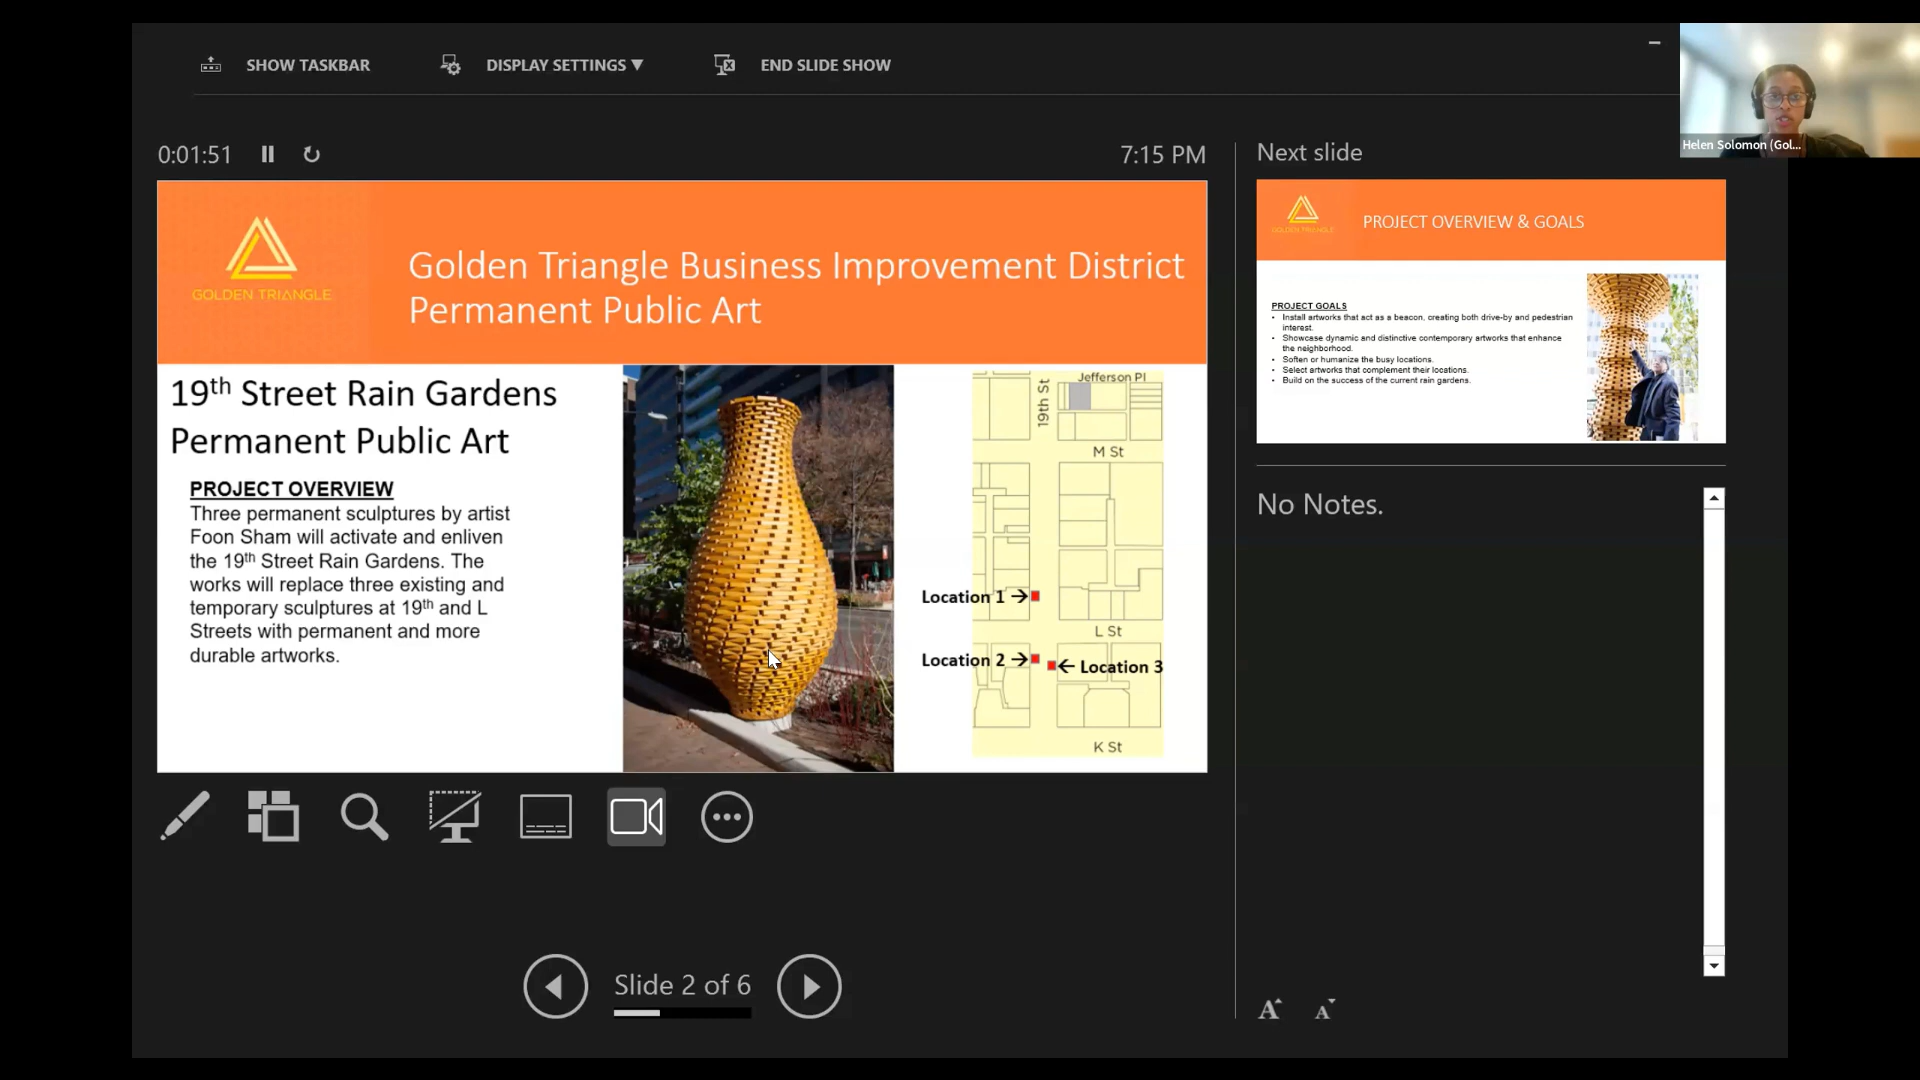 SHOW TASKBAR
DISPLAY SETTINGS ▼
END SLIDE SHOW
Helen Solomon (Gol...
0:01:51
7:15 PM
GOLDEN TRIANGLE
Golden Triangle Business Improvement District
Permanent Public Art
19th Street Rain Gardens
Permanent Public Art
PROJECT OVERVIEW
Three permanent sculptures by artist
Foon Sham will activate and enliven
the 19th Street Rain Gardens. The
works will replace three existing and
temporary sculptures at 19th and L
Streets with permanent and more
durable artworks.
Jefferson Pl
19th St
M St
Location 1 →
L St
Location 2 →
← Location 3
K St
Slide 2 of 6
Next slide
GOLDEN TRIANGLE
PROJECT OVERVIEW & GOALS
PROJECT GOALS
• Install artworks that act as a beacon, creating both drive-by and pedestrian
interest.
• Showcase dynamic and distinctive contemporary artworks that enhance
the neighborhood.
• Soften or humanize the busy locations.
• Select artworks that complement their locations.
• Build on the success of the current rain gardens.
No Notes.
A A